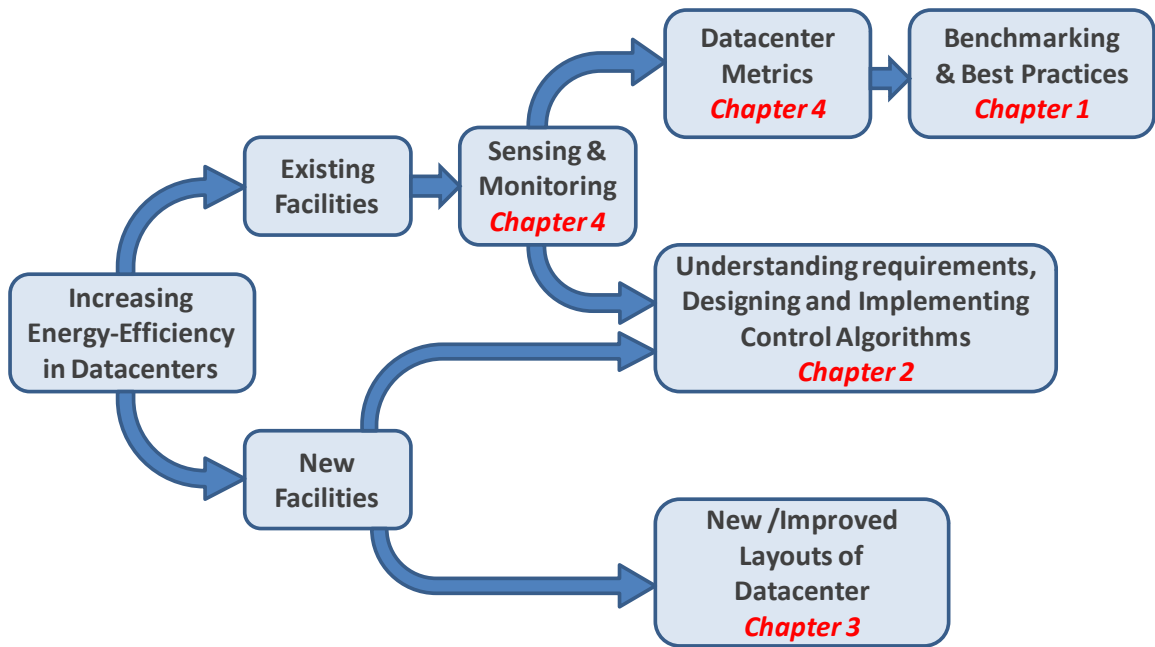 Datacenter
Metrics
Chapter 4
Benchmarking
& Best Practices
Chapter 1
Existing
Facilities
Sensing &
Monitoring
Chapter 4
Increasing
Energy-Efficiency
in Datacenters
Understanding requirements,
Designing and Implementing
Control Algorithms
Chapter 2
New
Facilities
New /Improved
Layouts of
Datacenter
Chapter 3